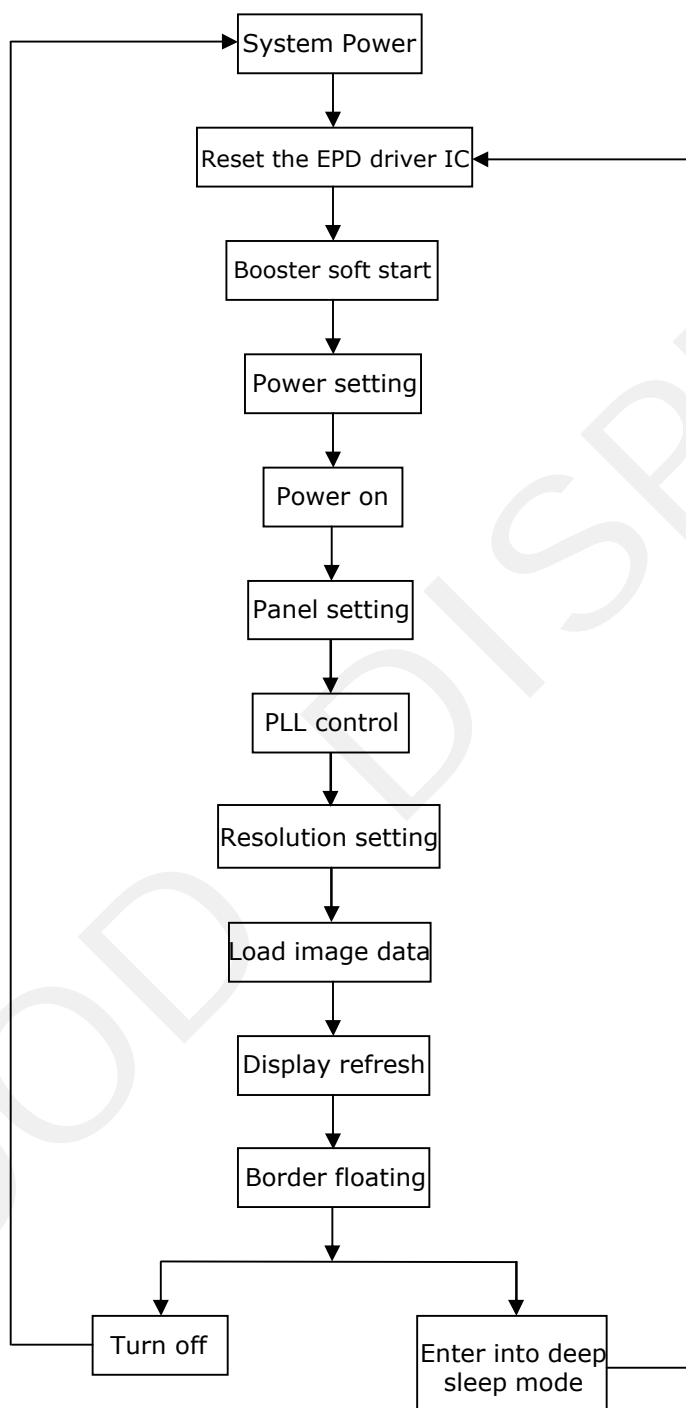 System Power
Reset the EPD driver IC
Booster soft start
Power setting
Power on
Panel setting
PLL control
Resolution setting
Load image data
Display refresh
Border floating
Turn off
Enter into deep
sleep mode